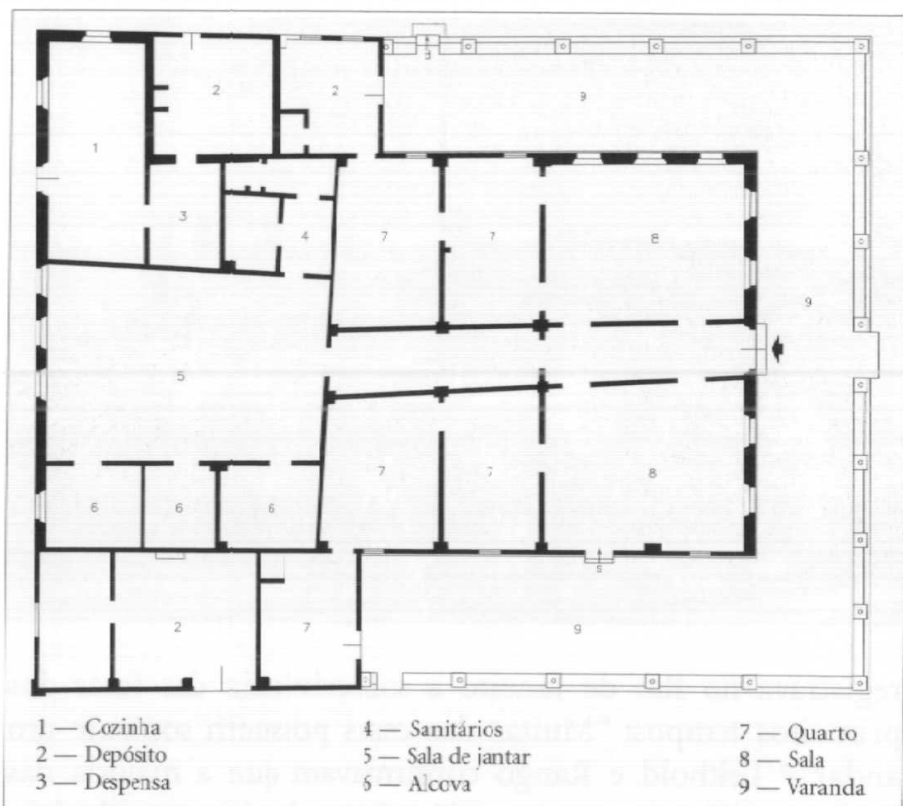 3
2 2 9
1
3 4 7 7 8
9
5
7 7 8
6 6 6
2 7 9
1 — Cozinha 4 — Sanitários 7 — Quarto
2 — Depósito 5 — Sala de jantar 8 — Sala
3 — Despensa 6 — Alcova 9 — Varanda